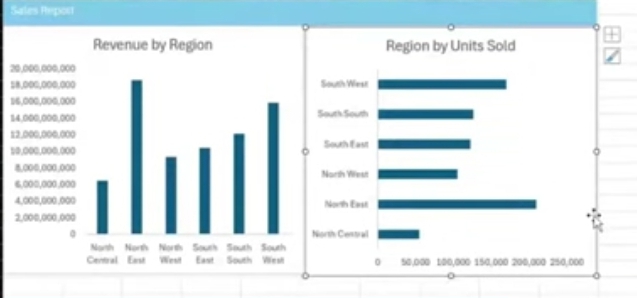 Sales Report
Revenue by Region
20,000,000,000
18,000,000,000
16,000,000,000
14,000,000,000
12,000,000,000
10,000,000,000
8,000,000,000
6,000,000,000
4,000,000,000
2,000,000,000
0
North Central
North East
North West
South East
South South
South West
Region by Units Sold
South West
South South
South East
North West
North East
North Central
0 50,000 100,000 150,000 200,000 250,000